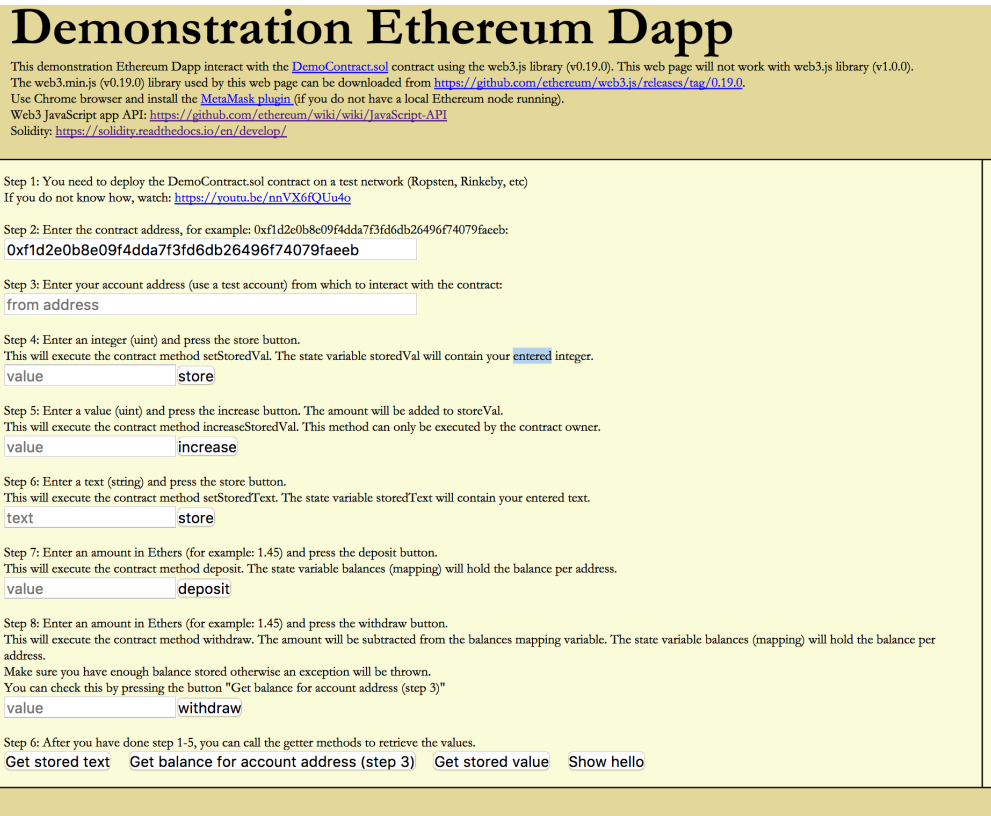 Demonstration Ethereum Dapp
This demonstration Ethereum Dapp interact with the DemoContract.sol contract using the web3.js library (v0.19.0). This web page will not work with web3.js library (v1.0.0).
The web3.min.js (v0.19.0) library used by this web page can be downloaded from https://github.com/ethereum/web3.js/releases/tag/0.19.0.
Use Chrome browser and install the MetaMask plugin (if you do not have a local Ethereum node running).
Web3 JavaScript app API: https://github.com/ethereum/wiki/wiki/JavaScript-API
Solidity: https://solidity.readthedocs.io/en/develop/
Step 1: You need to deploy the DemoContract.sol contract on a test network (Ropsten, Rinkeby, etc)
If you do not know how, watch: https://youtu.be/nnVX6fQUu4o
Step 2: Enter the contract address, for example: 0xf1d2e0b8e09f4dda7f3fd6db26496f74079faeeb:
0xf1d2e0b8e09f4dda7f3fd6db26496f74079faeeb
Step 3: Enter your account address (use a test account) from which to interact with the contract:
from address
Step 4: Enter an integer (uint) and press the store button.
This will execute the contract method setStoredVal. The state variable storedVal will contain your entered integer.
value store
Step 5: Enter a value (uint) and press the increase button. The amount will be added to storeVal.
This will execute the contract method increaseStoredVal. This method can only be executed by the contract owner.
value increase
Step 6: Enter a text (string) and press the store button.
This will execute the contract method setStoredText. The state variable storedText will contain your entered text.
text store
Step 7: Enter an amount in Ethers (for example: 1.45) and press the deposit button.
This will execute the contract method deposit. The state variable balances (mapping) will hold the balance per address.
value deposit
Step 8: Enter an amount in Ethers (for example: 1.45) and press the withdraw button.
This will execute the contract method withdraw. The amount will be subtracted from the balances mapping variable. The state variable balances (mapping) will hold the balance per
address.
Make sure you have enough balance stored otherwise an exception will be thrown.
You can check this by pressing the button "Get balance for account address (step 3)"
value withdraw
Step 6: After you have done step 1-5, you can call the getter methods to retrieve the values.
Get stored text Get balance for account address (step 3) Get stored value Show hello